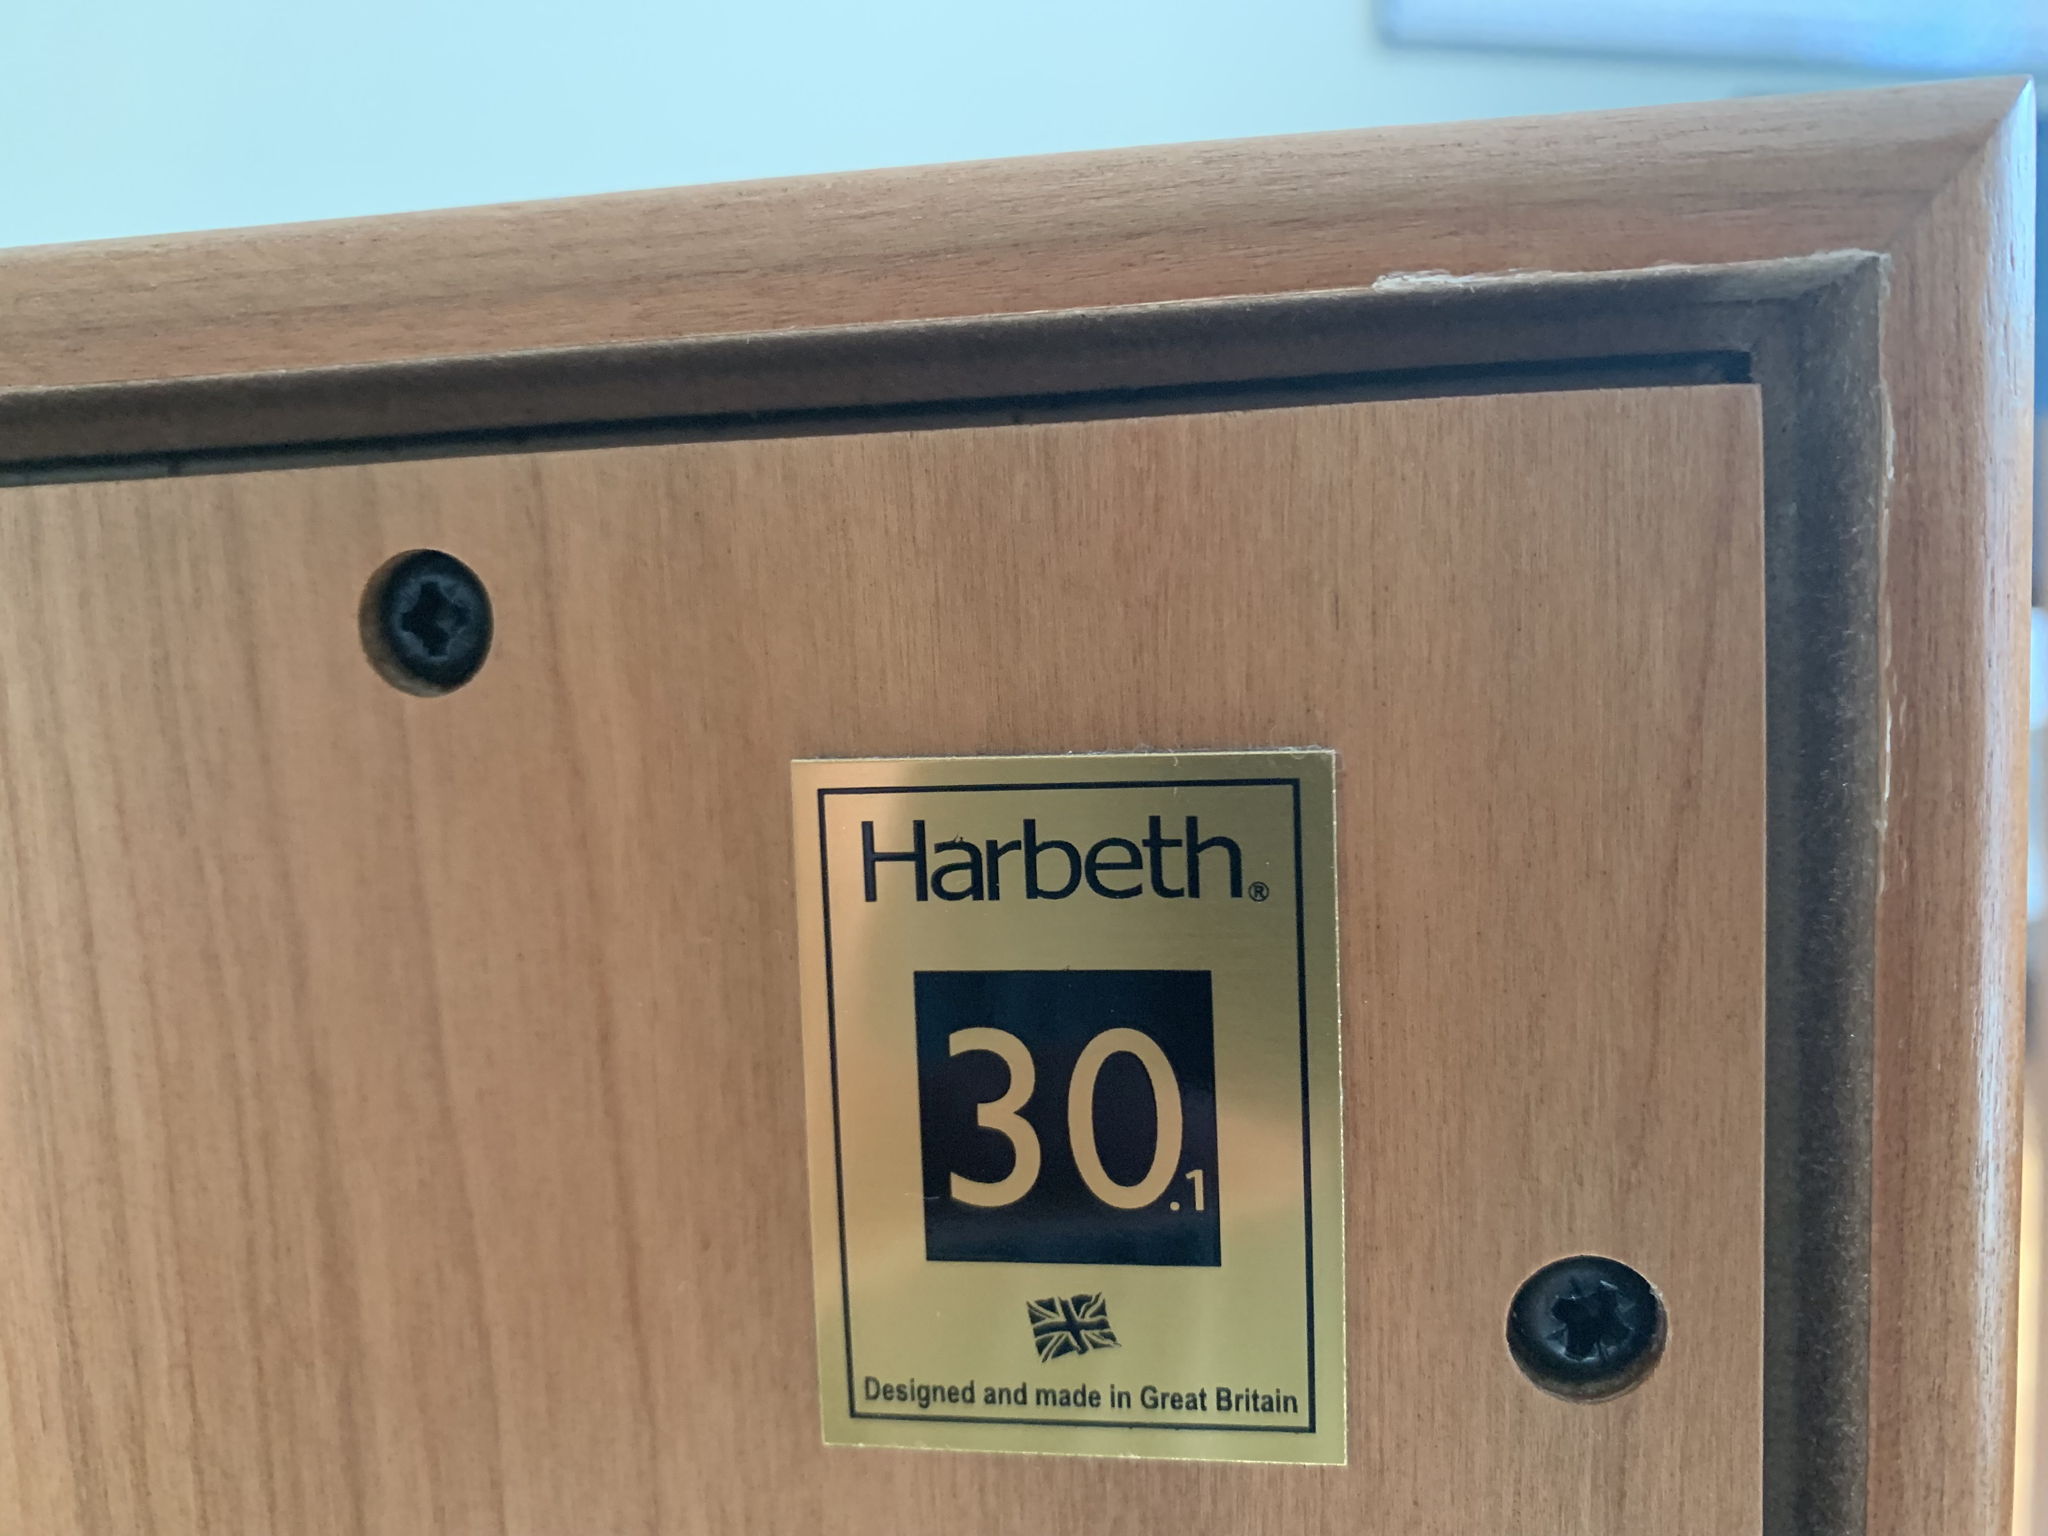 Harbeth®
30.1
Designed and made in Great Britain